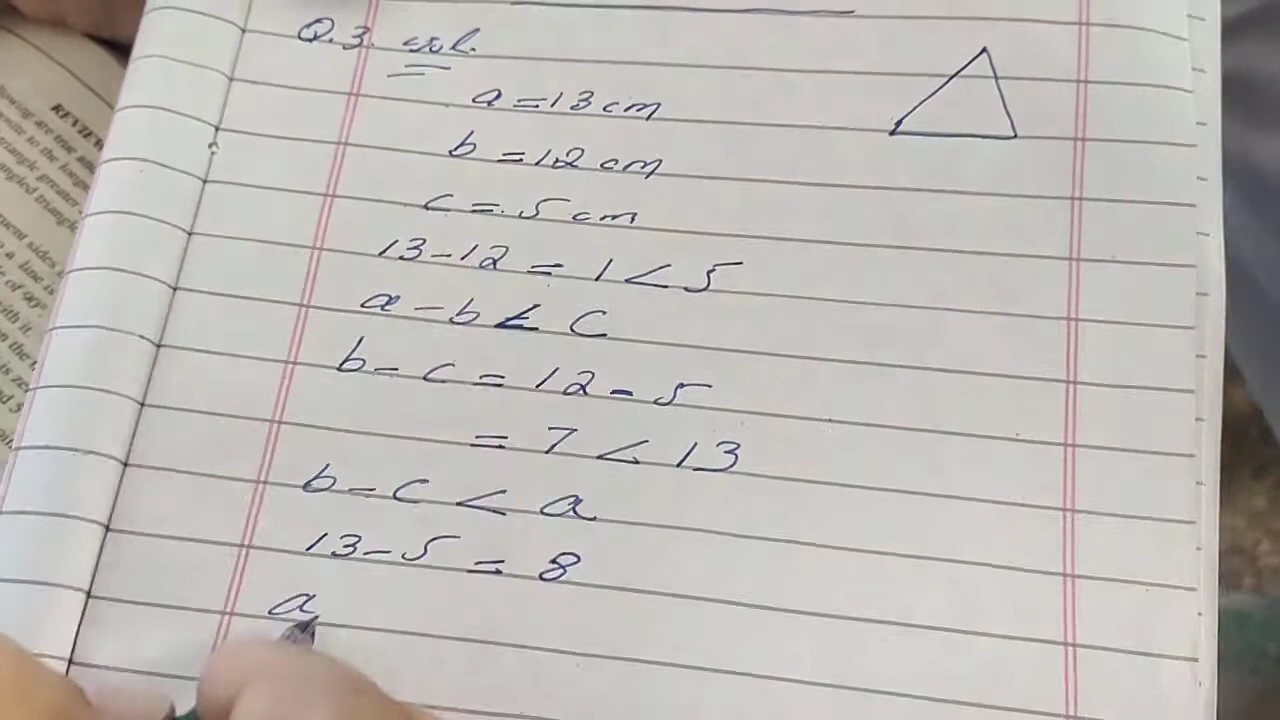 REVIEW
Q.3. sol.
a = 13 cm
b = 12 cm
c = 5 cm
13 - 12 = 1 < 5
a - b < c
b - c = 12 - 5
= 7 < 13
b - c < a
13 - 5 = 8
a